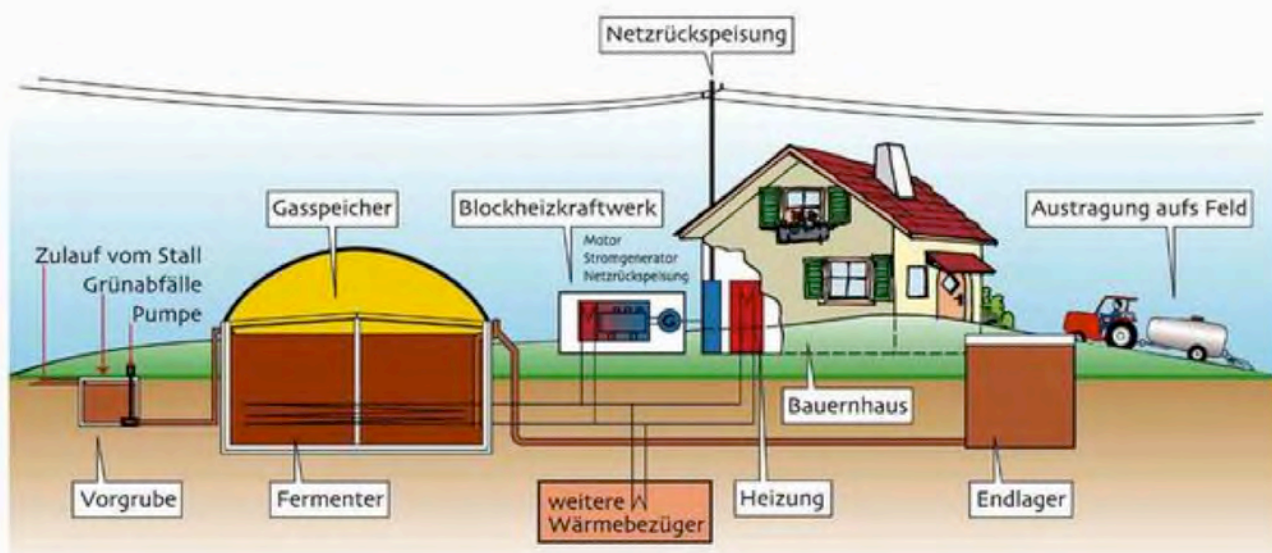 Netzrückspeisung
Gasspeicher
Blockheizkraftwerk
Motor
Stromgenerator
Netzrückspeisung
Austragung aufs Feld
Zulauf vom Stall
Grünabfälle
Pumpe
G
Bauernhaus
Vorgrube
Fermenter
weitere
Wärmebezüger
Heizung
Endlager